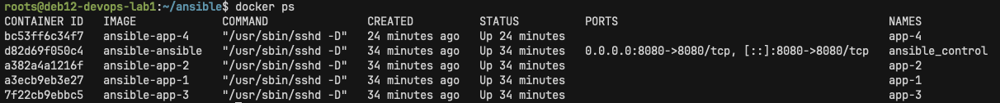 roots@deb12-devops-lab1:~/ansible$ docker ps
CONTAINER ID   IMAGE             COMMAND               CREATED          STATUS          PORTS                                         NAMES
bc53ff6c34f7   ansible-app-4     "/usr/sbin/sshd -D"   24 minutes ago   Up 24 minutes                                                 app-4
d82d69f050c4   ansible-ansible   "/usr/sbin/sshd -D"   34 minutes ago   Up 34 minutes   0.0.0.0:8080->8080/tcp, [::]:8080->8080/tcp   ansible_control
a382a4a1216f   ansible-app-2     "/usr/sbin/sshd -D"   34 minutes ago   Up 34 minutes                                                 app-2
a3ecb9eb3e27   ansible-app-1     "/usr/sbin/sshd -D"   34 minutes ago   Up 34 minutes                                                 app-1
7f22cb9ebbc5   ansible-app-3     "/usr/sbin/sshd -D"   34 minutes ago   Up 34 minutes                                                 app-3